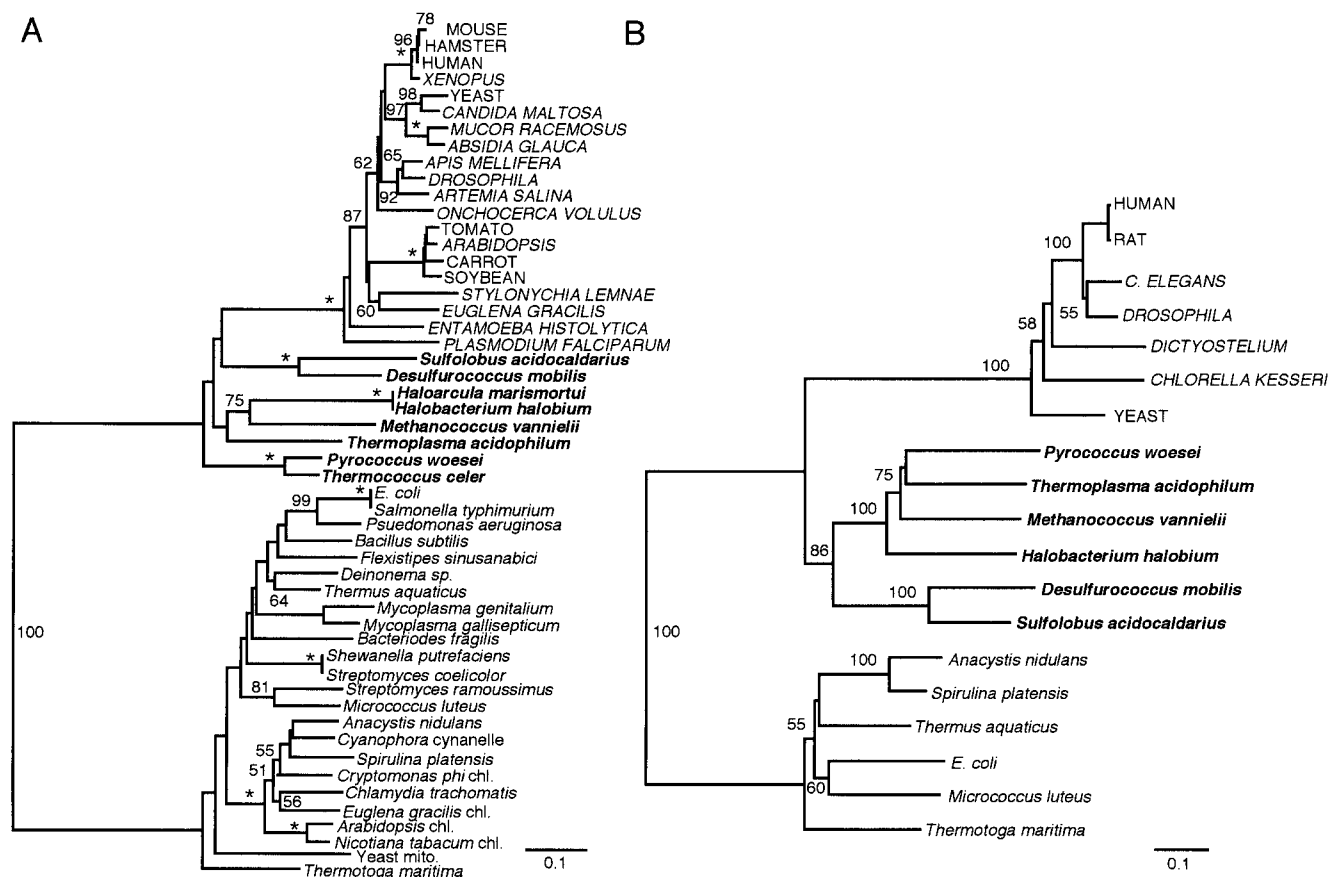 A
78
MOUSE
96
HAMSTER
*
HUMAN
XENOPUS
98
YEAST
97
CANDIDA MALTOSA
*
MUCOR RACEMOSUS
ABSIDIA GLAUCA
62
65
APIS MELLIFERA
DROSOPHILA
92
ARTEMIA SALINA
87
ONCHOCERCA VOLULUS
TOMATO
*
ARABIDOPSIS
CARROT
SOYBEAN
*
STYLONYCHIA LEMNAE
60
EUGLENA GRACILIS
ENTAMOEBA HISTOLYTICA
PLASMODIUM FALCIPARUM
*
Sulfolobus acidocaldarius
Desulfurococcus mobilis
*
Haloarcula marismortui
75
Halobacterium halobium
Methanococcus vannielii
Thermoplasma acidophilum
*
Pyrococcus woesei
Thermococcus celer
*
E. coli
99
Salmonella typhimurium
Psuedomonas aeruginosa
Bacillus subtilis
Flexistipes sinusanabici
Deinonema sp.
Thermus aquaticus
64
Mycoplasma genitalium
Mycoplasma gallisepticum
100
Bacteriodes fragilis
*
Shewanella putrefaciens
Streptomyces coelicolor
81
Streptomyces ramoussimus
Micrococcus luteus
Anacystis nidulans
Cyanophora cynanelle
55
Spirulina platensis
51
Cryptomonas phi chl.
*
Chlamydia trachomatis
56
Euglena gracilis chl.
*
Arabidopsis chl.
Nicotiana tabacum chl.
Yeast mito.
Thermotoga maritima
0.1
B
HUMAN
100
RAT
C. ELEGANS
55
DROSOPHILA
58
DICTYOSTELIUM
100
CHLORELLA KESSERI
YEAST
Pyrococcus woesei
75
Thermoplasma acidophilum
100
Methanococcus vannielii
86
Halobacterium halobium
100
Desulfurococcus mobilis
Sulfolobus acidocaldarius
100
100
Anacystis nidulans
Spirulina platensis
55
Thermus aquaticus
E. coli
60
Micrococcus luteus
Thermotoga maritima
0.1